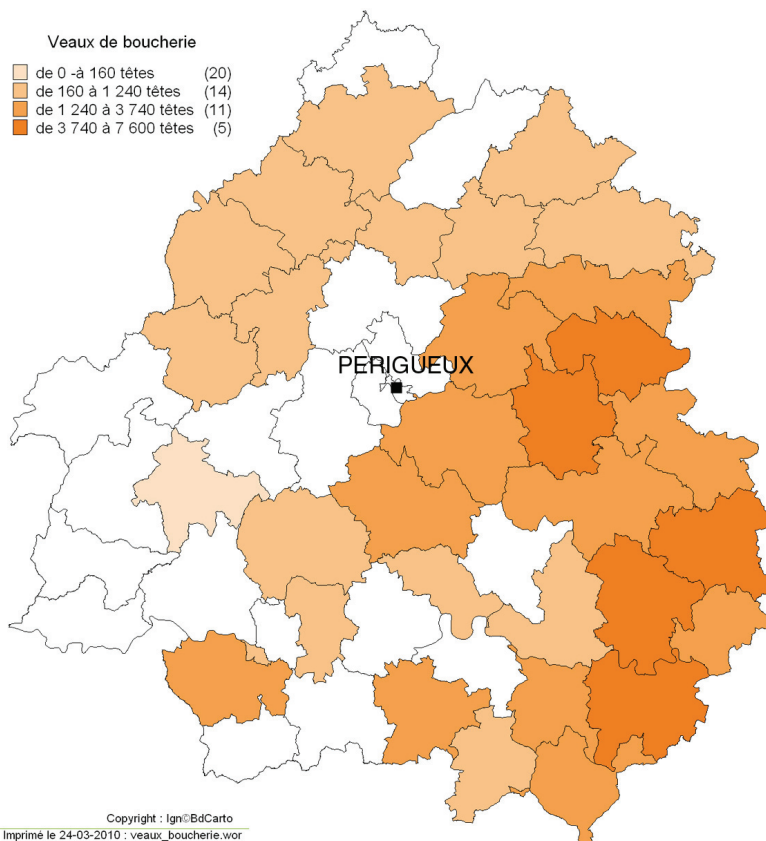 Veaux de boucherie
de 0 -à 160 têtes (20)
de 160 à 1 240 têtes (14)
de 1 240 à 3 740 têtes (11)
de 3 740 à 7 600 têtes (5)
PERIGUEUX
Copyright : Ign©BdCarto
Imprimé le 24-03-2010 : veaux_boucherie.wor